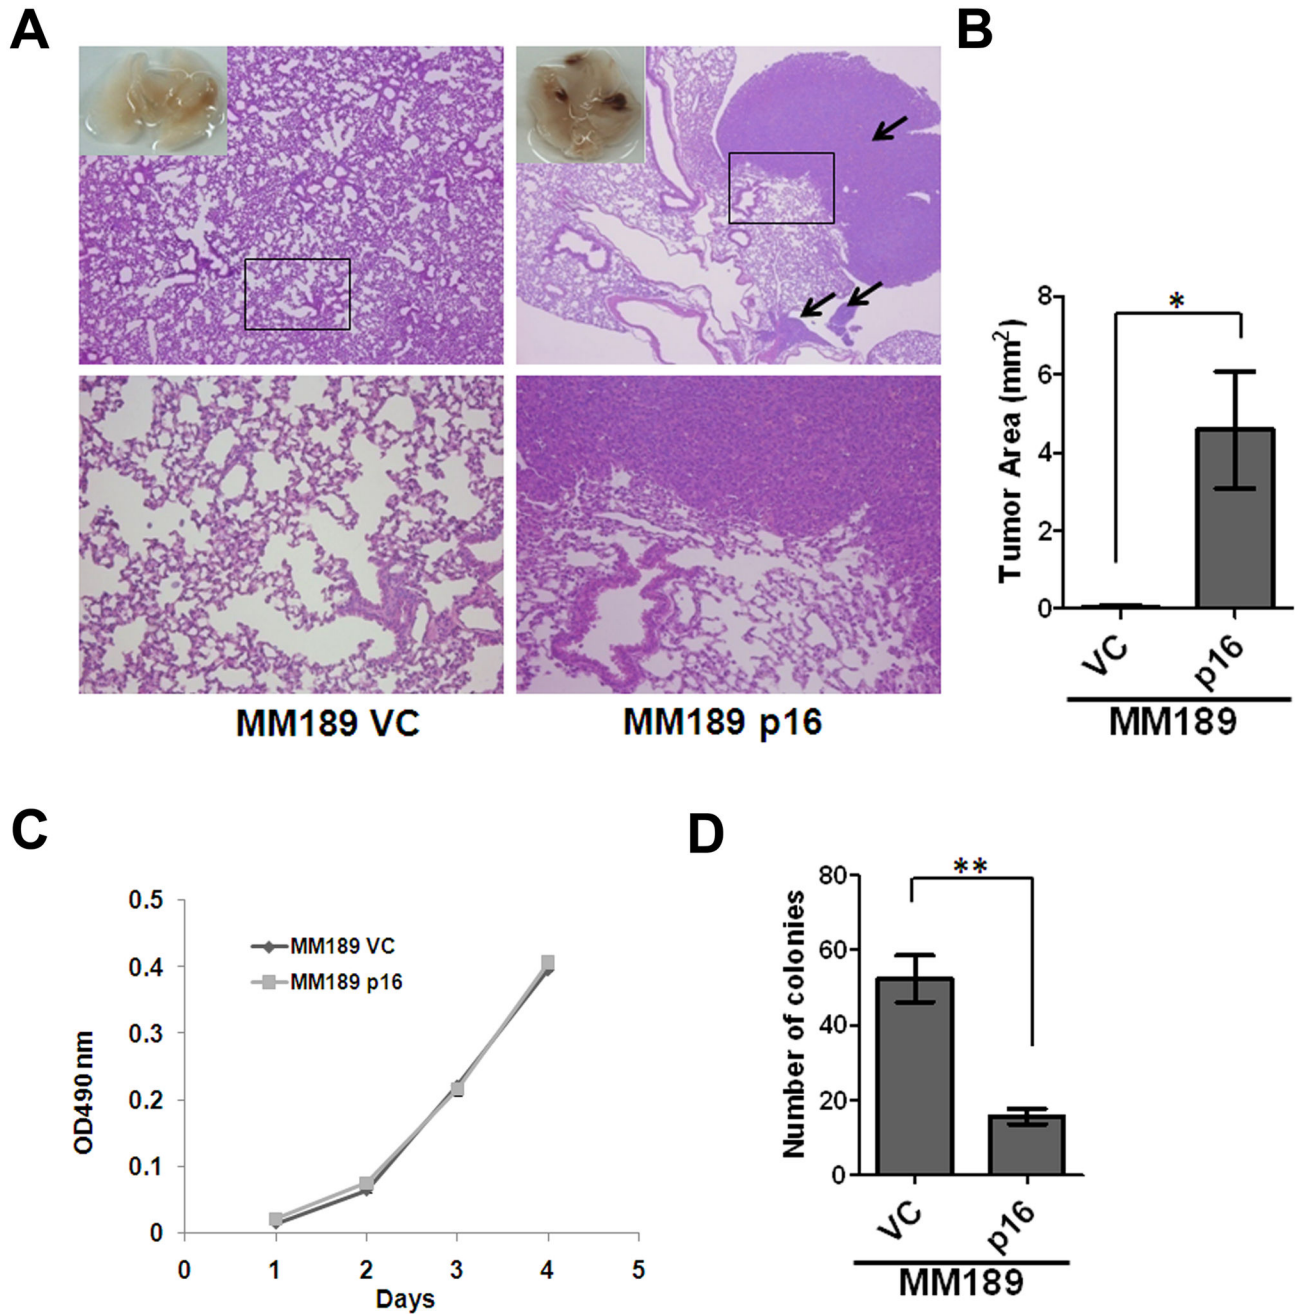 A
B
MM189 VC
MM189 p16
*
8
6
4
2
0
Tumor Area (mm²)
VC
p16
MM189
C
0.5
0.4
0.3
0.2
0.1
0
OD490 nm
MM189 VC
MM189 p16
0 1 2 3 4 5
Days
D
**
80
60
40
20
0
Number of colonies
VC
p16
MM189